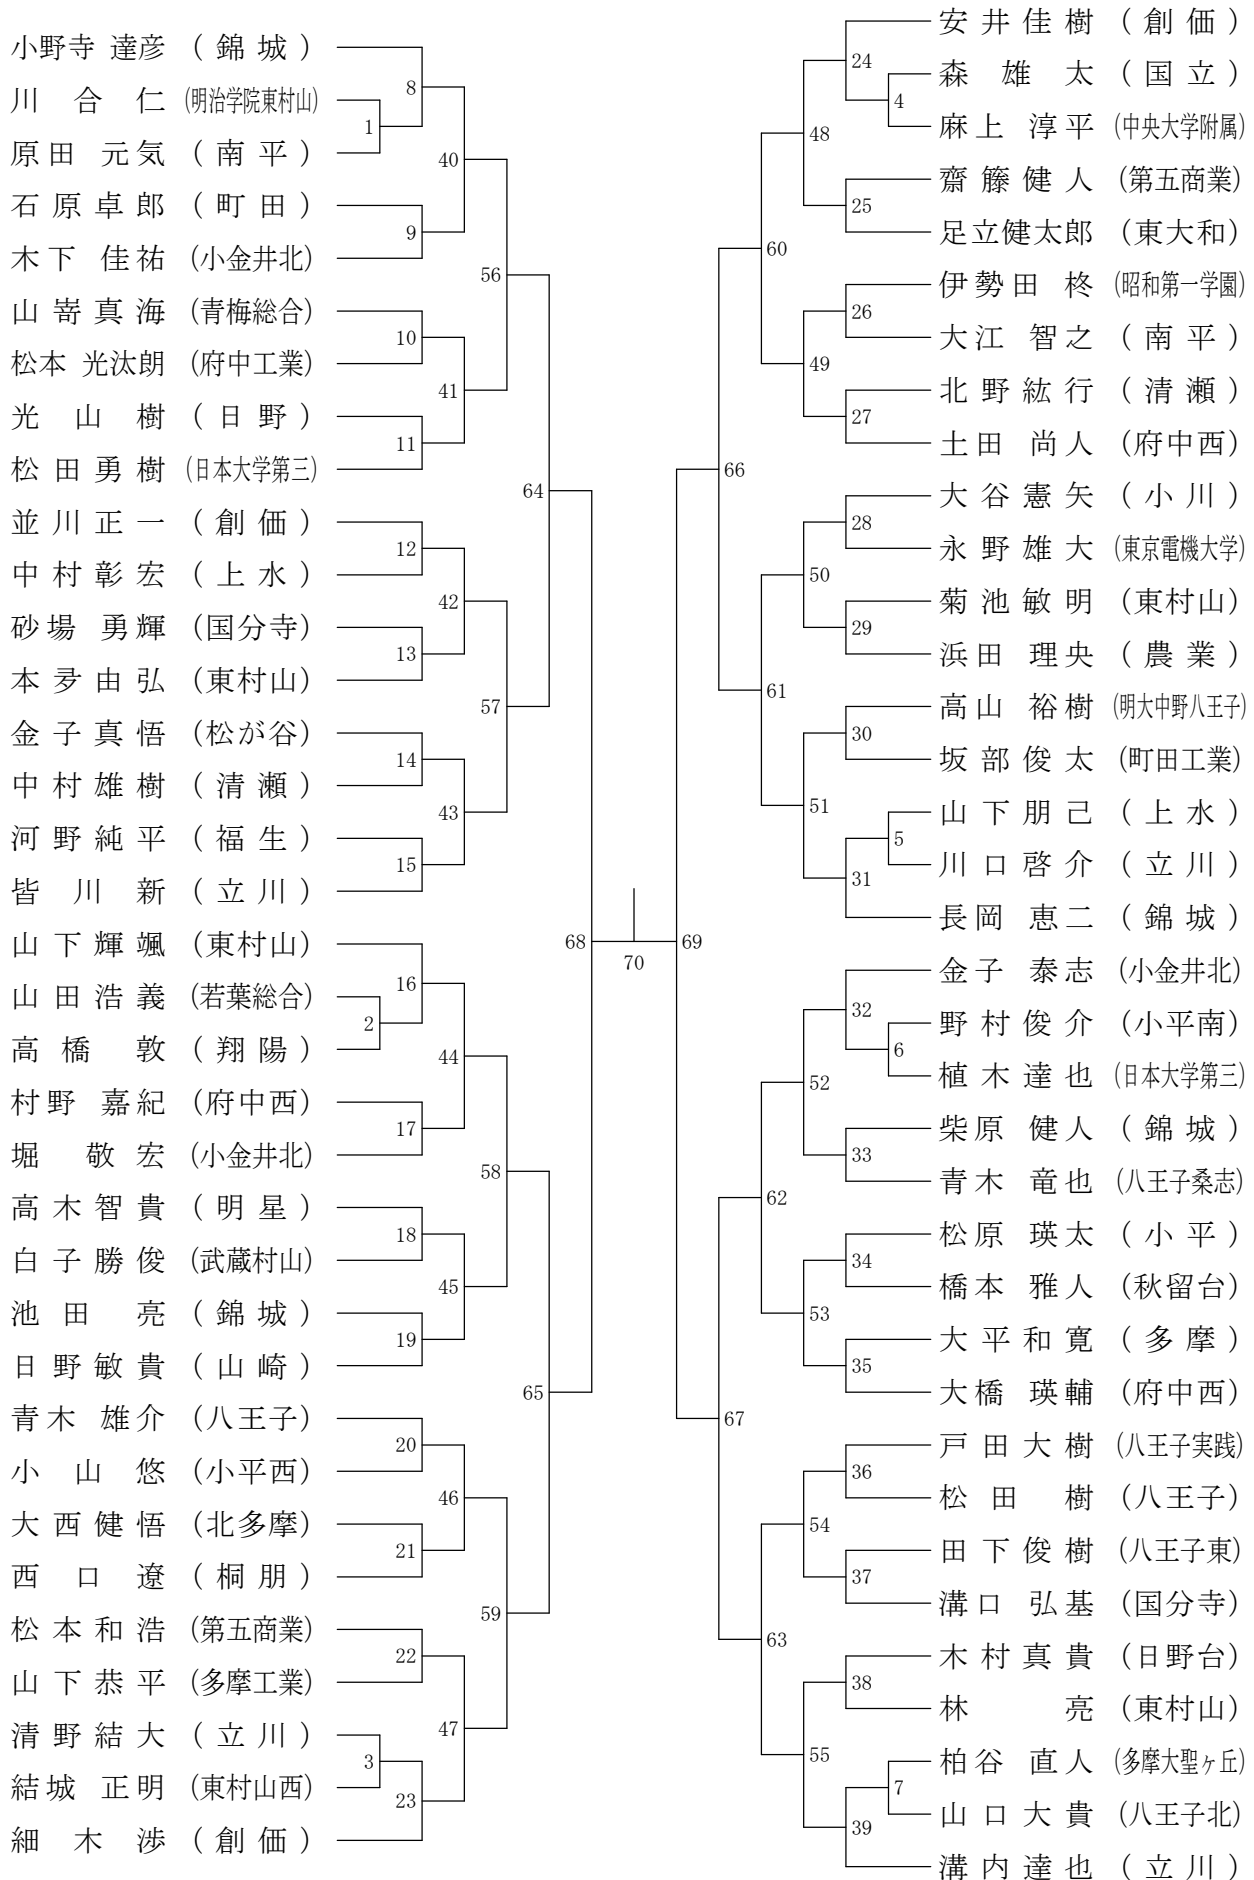 小野寺 達彦 (錦城)
川合仁 (明治学院東村山)
原田 元気 (南平)
石原卓郎 (町田)
木下 佳祐 (小金井北)
山嵜真海 (青梅総合)
松本 光汰朗 (府中工業)
光山樹 (日野)
松田勇樹 (日本大学第三)
並川正一 (創価)
中村彰宏 (上水)
砂場 勇輝 (国分寺)
本夛由弘 (東村山)
金子真悟 (松が谷)
中村雄樹 (清瀬)
河野純平 (福生)
皆川新 (立川)
山下輝颯 (東村山)
山田浩義 (若葉総合)
高橋敦 (翔陽)
村野 嘉紀 (府中西)
堀敬宏 (小金井北)
高木智貴 (明星)
白子勝俊 (武蔵村山)
池田亮 (錦城)
日野敏貴 (山崎)
青木 雄介 (八王子)
小山悠 (小平西)
大西健悟 (北多摩)
西口遼 (桐朋)
松本和浩 (第五商業)
山下恭平 (多摩工業)
清野結大 (立川)
結城 正明 (東村山西)
細木渉 (創価)
1
2
3
8
9
10
11
12
13
14
15
16
17
18
19
20
21
22
23
40
41
42
43
44
45
46
47
56
57
58
59
64
65
68
70
69
66
67
60
61
62
63
48
49
50
51
52
53
54
55
24
25
26
27
28
29
30
31
32
33
34
35
36
37
38
39
4
5
6
7
安井佳樹 (創価)
森雄太 (国立)
麻上 淳平 (中央大学附属)
齋藤健人 (第五商業)
足立健太郎 (東大和)
伊勢田 柊 (昭和第一学園)
大江 智之 (南平)
北野紘行 (清瀬)
土田 尚人 (府中西)
大谷憲矢 (小川)
永野雄大 (東京電機大学)
菊池敏明 (東村山)
浜田 理央 (農業)
高山 裕樹 (明大中野八王子)
坂部俊太 (町田工業)
山下朋己 (上水)
川口啓介 (立川)
長岡 恵二 (錦城)
金子 泰志 (小金井北)
野村俊介 (小平南)
植木達也 (日本大学第三)
柴原 健人 (錦城)
青木 竜也 (八王子桑志)
松原 瑛太 (小平)
橋本 雅人 (秋留台)
大平和寛 (多摩)
大橋 瑛輔 (府中西)
戸田大樹 (八王子実践)
松田樹 (八王子)
田下俊樹 (八王子東)
溝口 弘基 (国分寺)
木村真貴 (日野台)
林亮 (東村山)
柏谷 直人 (多摩大聖ヶ丘)
山口大貴 (八王子北)
溝内達也 (立川)